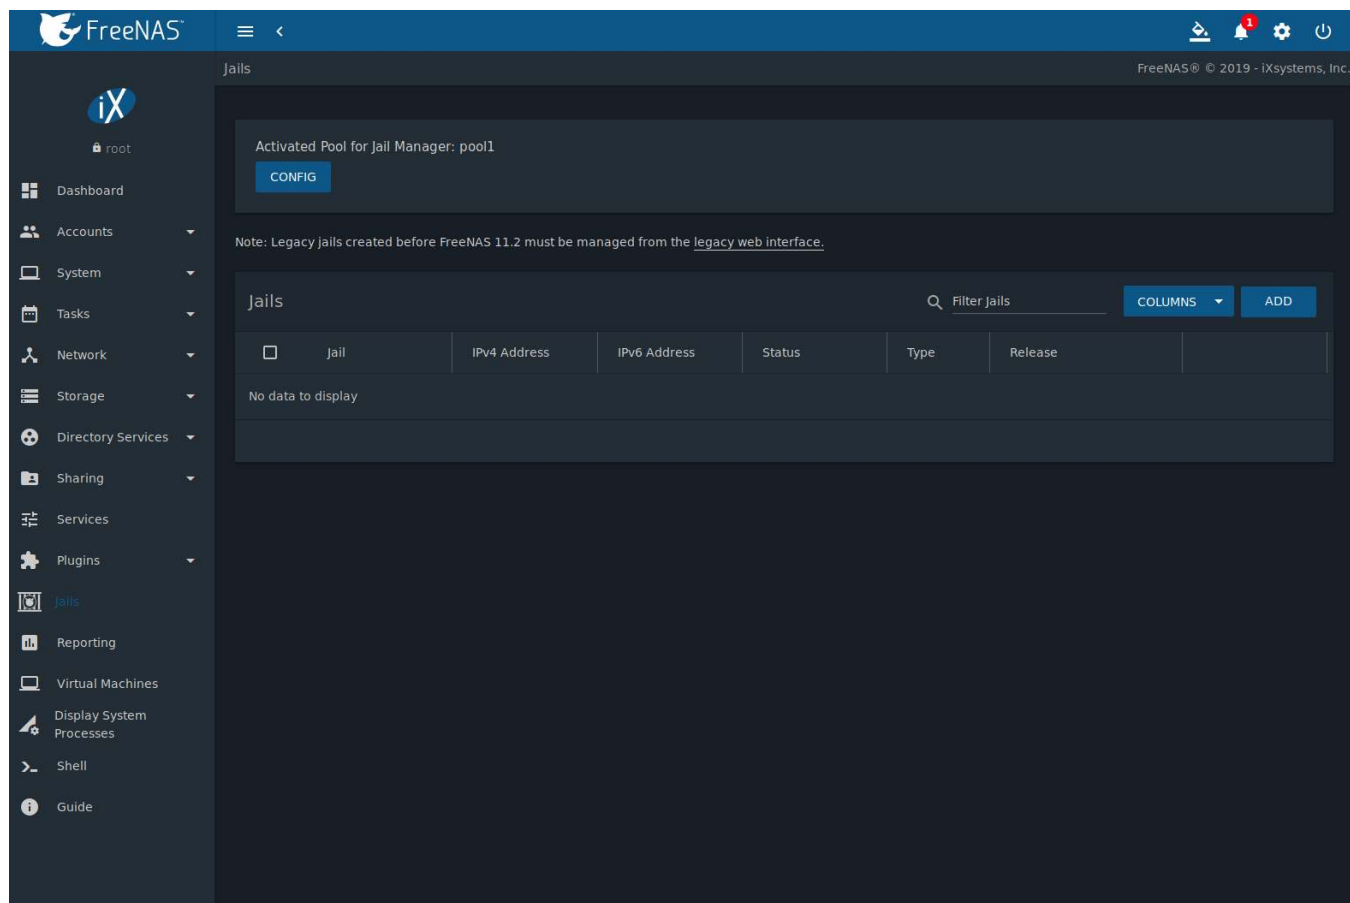 FreeNAS™
1
Jails
FreeNAS® © 2019 - iXsystems, Inc.
iX
root
Dashboard
Accounts
System
Tasks
Network
Storage
Directory Services
Sharing
Services
Plugins
Jails
Reporting
Virtual Machines
Display System
Processes
Shell
Guide
Activated Pool for Jail Manager: pool1
CONFIG
Note: Legacy jails created before FreeNAS 11.2 must be managed from the legacy web interface.
Jails
Filter Jails
COLUMNS
ADD
Jail IPv4 Address IPv6 Address Status Type Release
No data to display